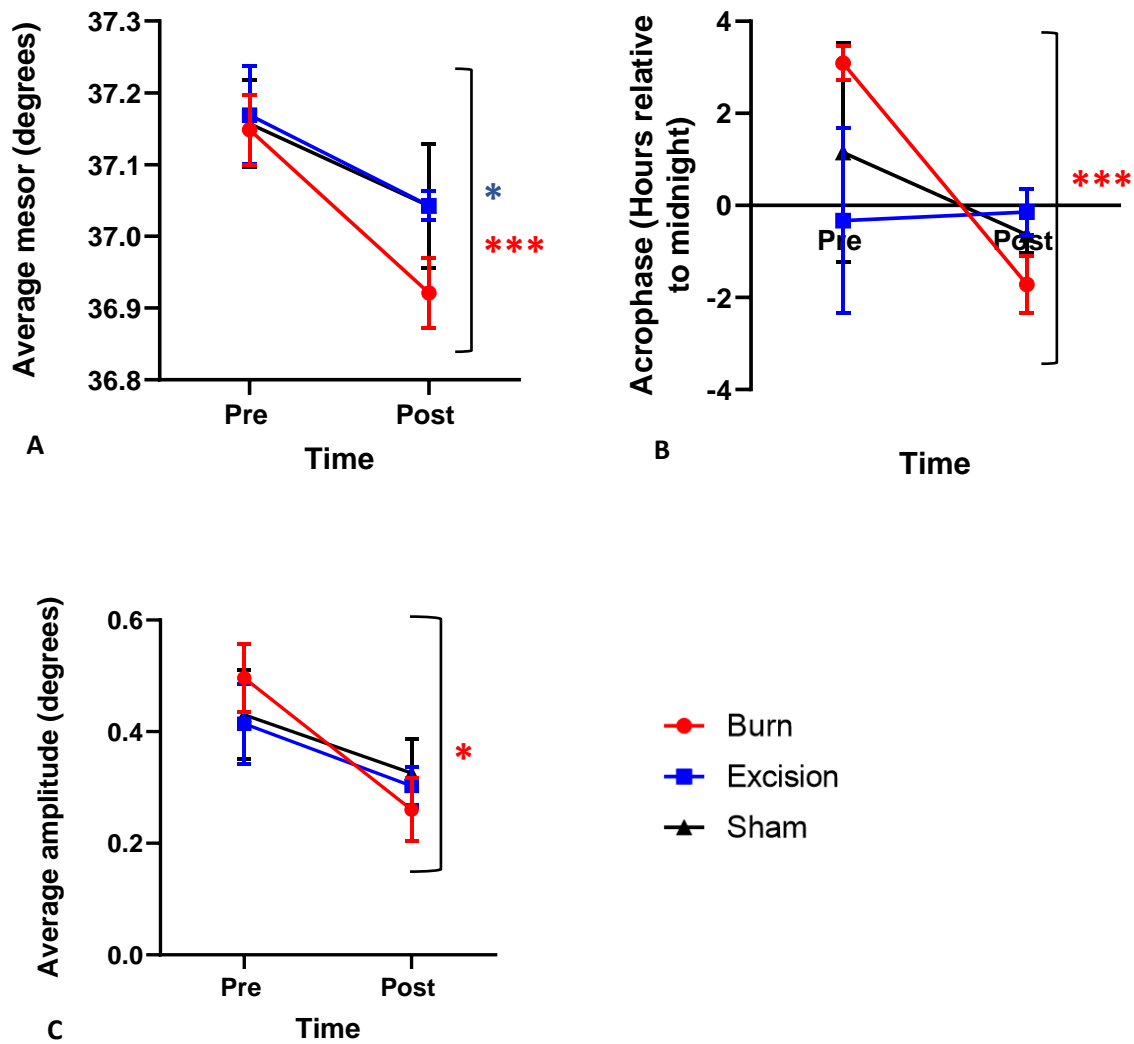 Average mesor (degrees)
37.3
37.2
37.1
37.0
36.9
36.8
*
***
Pre
Post
Time
A
Acrophase (Hours relative
to midnight)
4
2
0
-2
-4
Pre
Post
***
Time
B
Average amplitude (degrees)
0.6
0.4
0.2
0.0
*
Pre
Post
Time
C
Burn
Excision
Sham